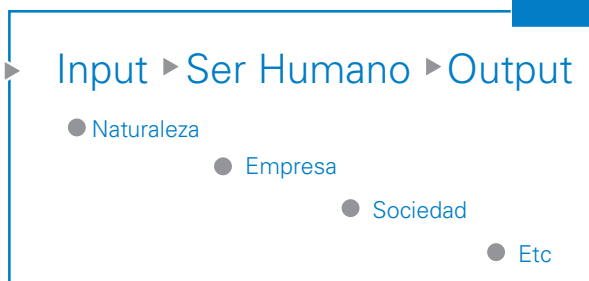 Input ▸ Ser Humano ▸ Output
Naturaleza
Empresa
Sociedad
Etc